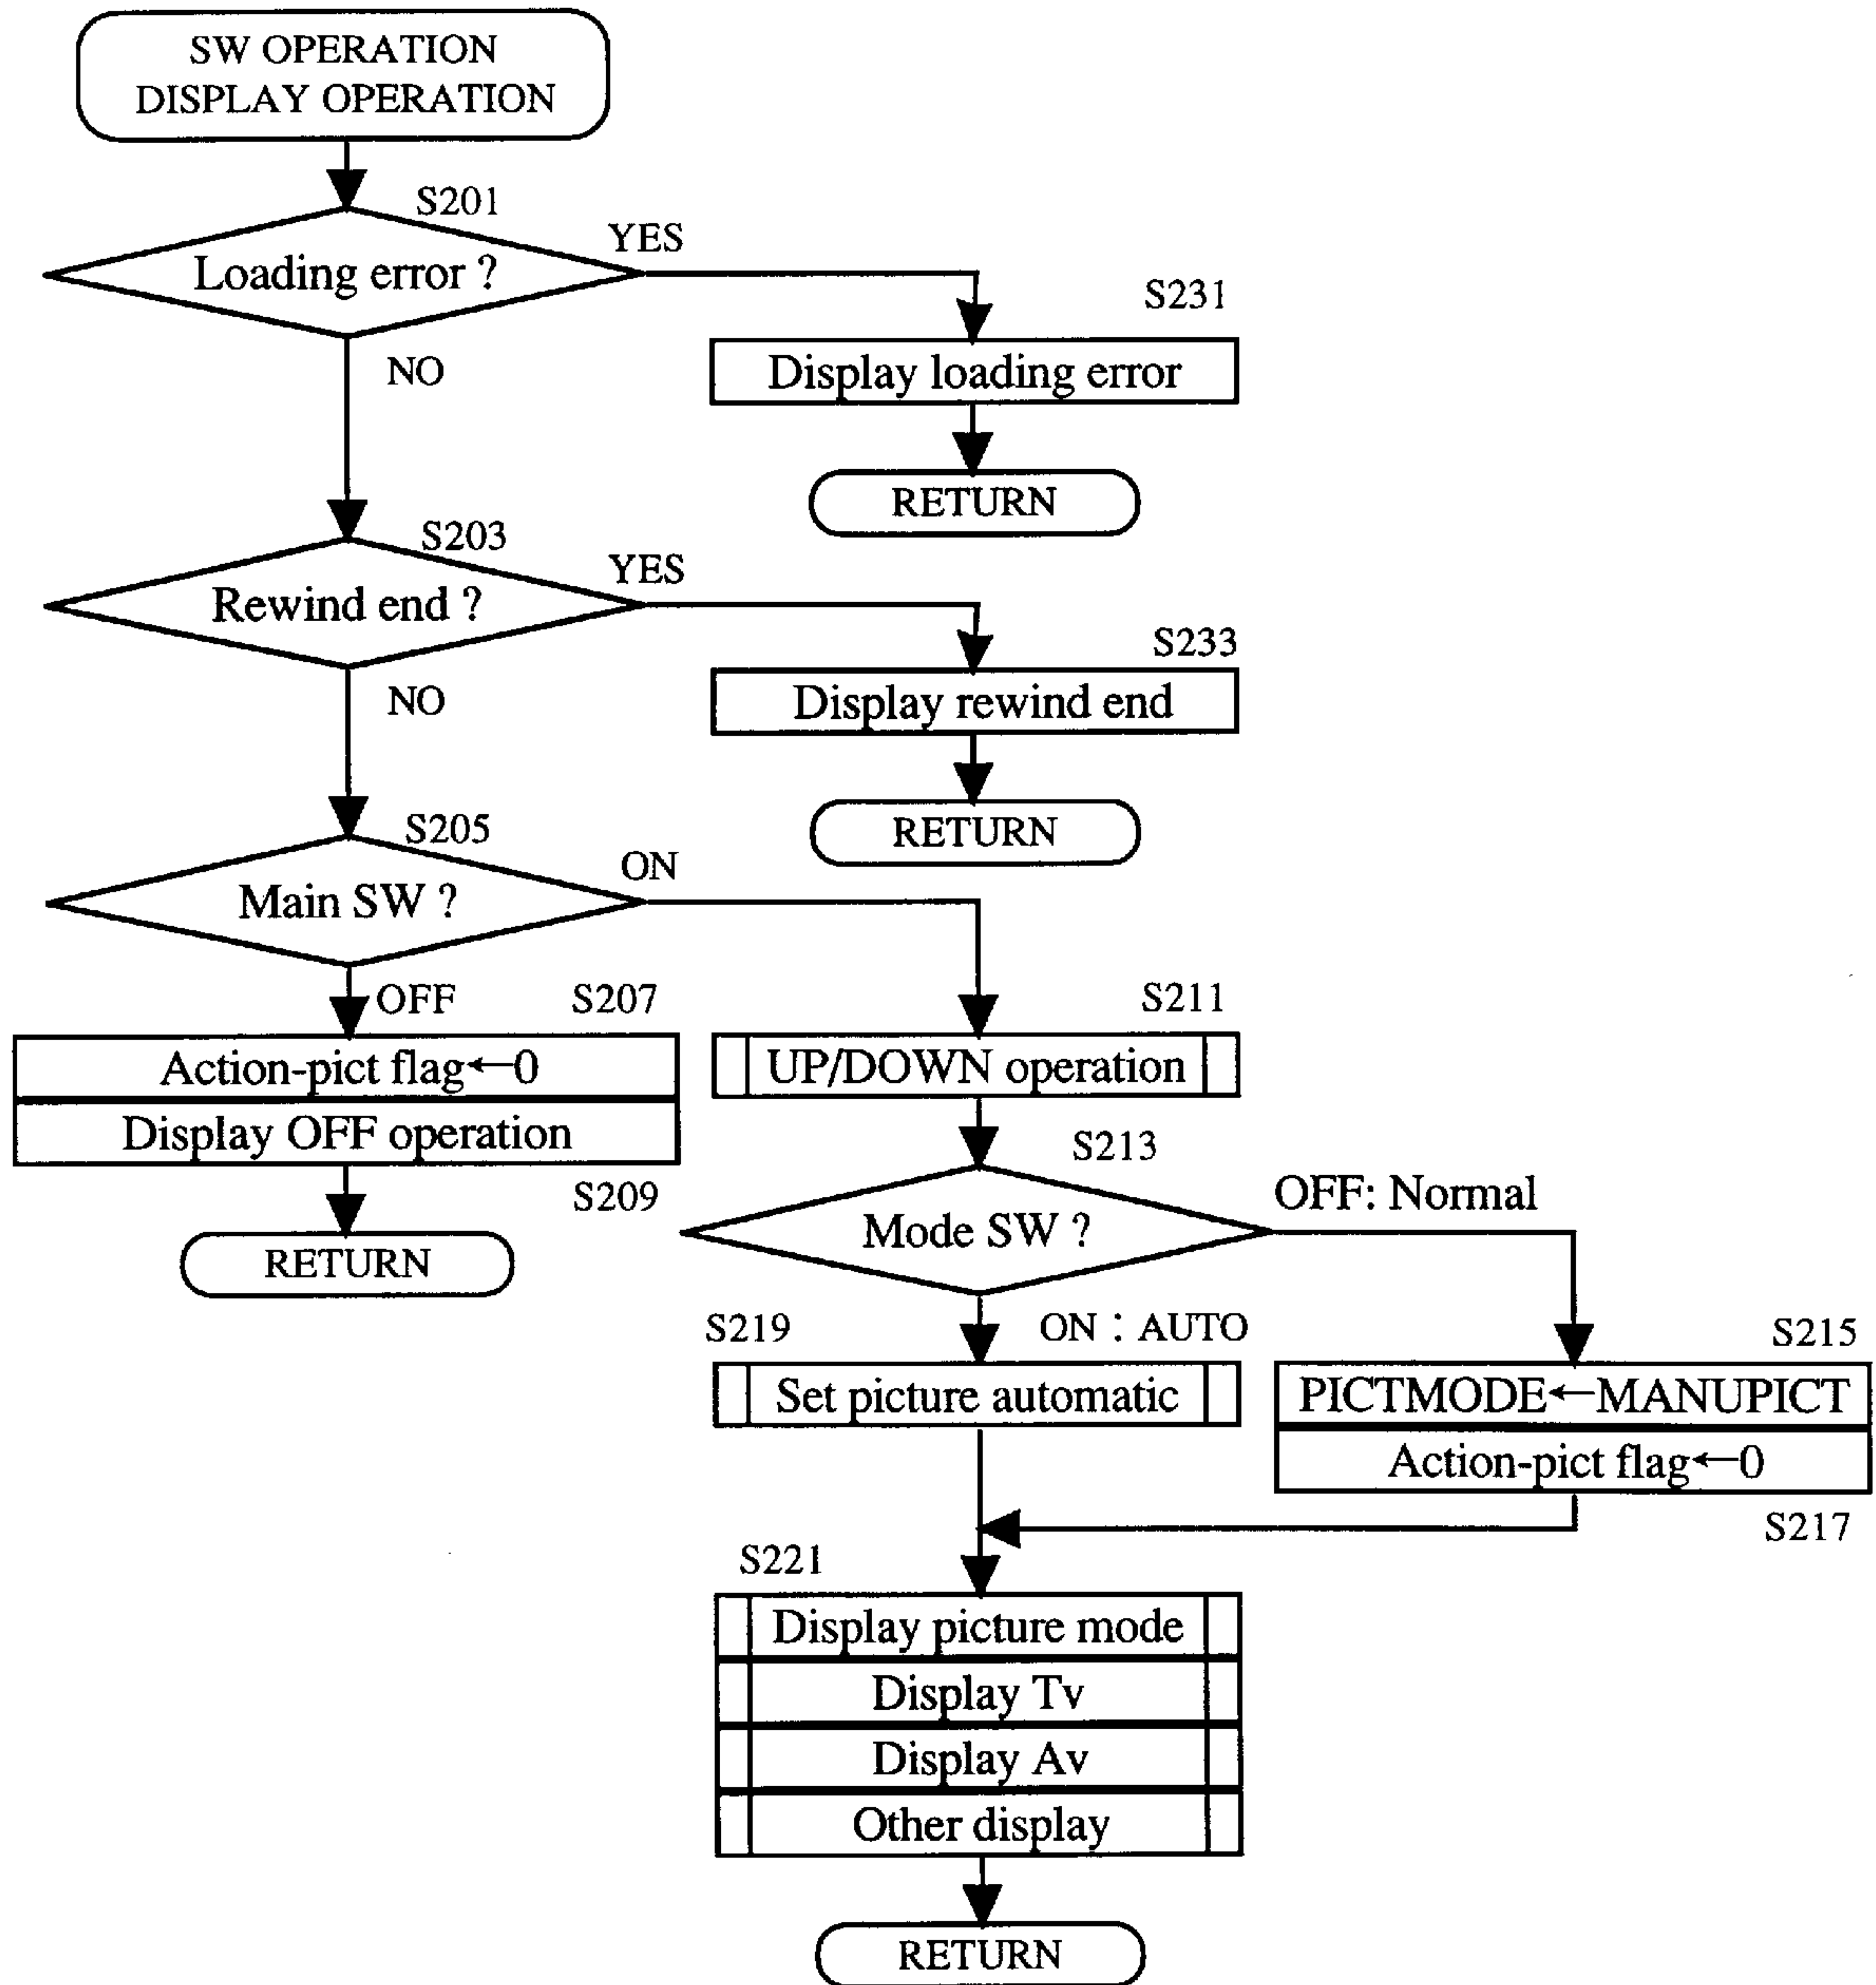 SW OPERATION
DISPLAY OPERATION
S201
Loading error ?
YES
NO
S231
Display loading error
RETURN
S203
Rewind end ?
YES
NO
S233
Display rewind end
RETURN
S205
Main SW ?
ON
OFF
S207
Action-pict flag←0
Display OFF operation
S209
RETURN
S211
UP/DOWN operation
S213
Mode SW ?
OFF: Normal
ON : AUTO
S219
Set picture automatic
S215
PICTMODE←MANUPICT
Action-pict flag←0
S217
S221
Display picture mode
Display Tv
Display Av
Other display
RETURN